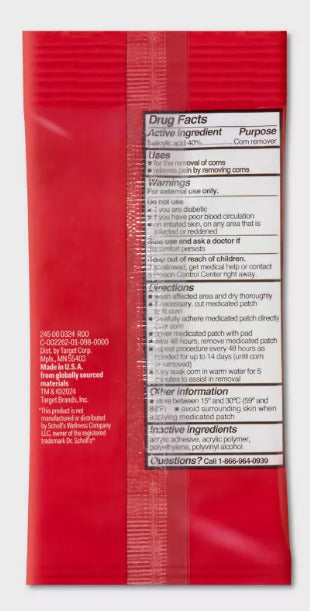 Drug Facts
Active ingredient Purpose
Salicylic acid 40%..............Corn remover
Uses
■ for the removal of corns
■ relieves pain by removing corns
Warnings
For external use only.
Do not use
■ if you are diabetic
■ if you have poor blood circulation
■ on irritated skin, on any area that is
infected or reddened
Stop use and ask a doctor if
discomfort persists
Keep out of reach of children.
If swallowed, get medical help or contact
a Poison Control Center right away.
Directions
■ wash affected area and dry thoroughly
■ if necessary, cut medicated patch
to fit corn
■ carefully adhere medicated patch directly
over corn
■ cover medicated patch with pad
■ after 48 hours, remove medicated patch
■ repeat procedure every 48 hours as
needed for up to 14 days (until corn
is removed)
■ may soak corn in warm water for 5
minutes to assist in removal
Other information
■ store between 15° and 30°C (59° and
86°F) ■ avoid surrounding skin when
applying medicated patch
Inactive ingredients
acrylic adhesive, acrylic polymer,
polyethylene, polyvinyl alcohol
Questions? Call 1-866-964-0939
245 06 0324 R00
C-002262-01-098-0000
Dist. by Target Corp.
Mpls., MN 55403
Made in U.S.A.
from globally sourced
materials
TM & ©2024
Target Brands, Inc.
*This product is not
manufactured or distributed
by Scholl's Wellness Company
LLC, owner of the registered
trademark Dr. Scholl's®